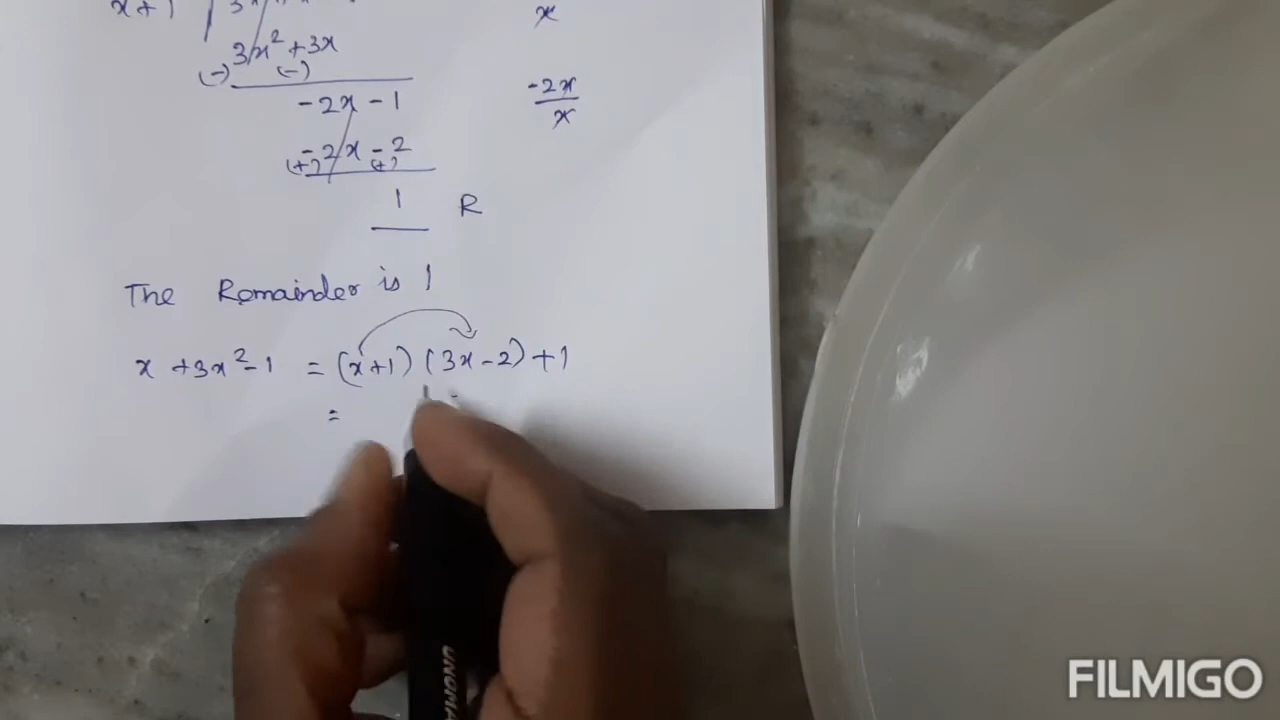 x+1
x
3x² +3x
(-) (-)
-2x -1
-2x
x
-2x -2
(+) (+)
1 R
The Remainder is 1
x +3x² -1 = (x+1) (3x-2) +1
=
FILMIGO